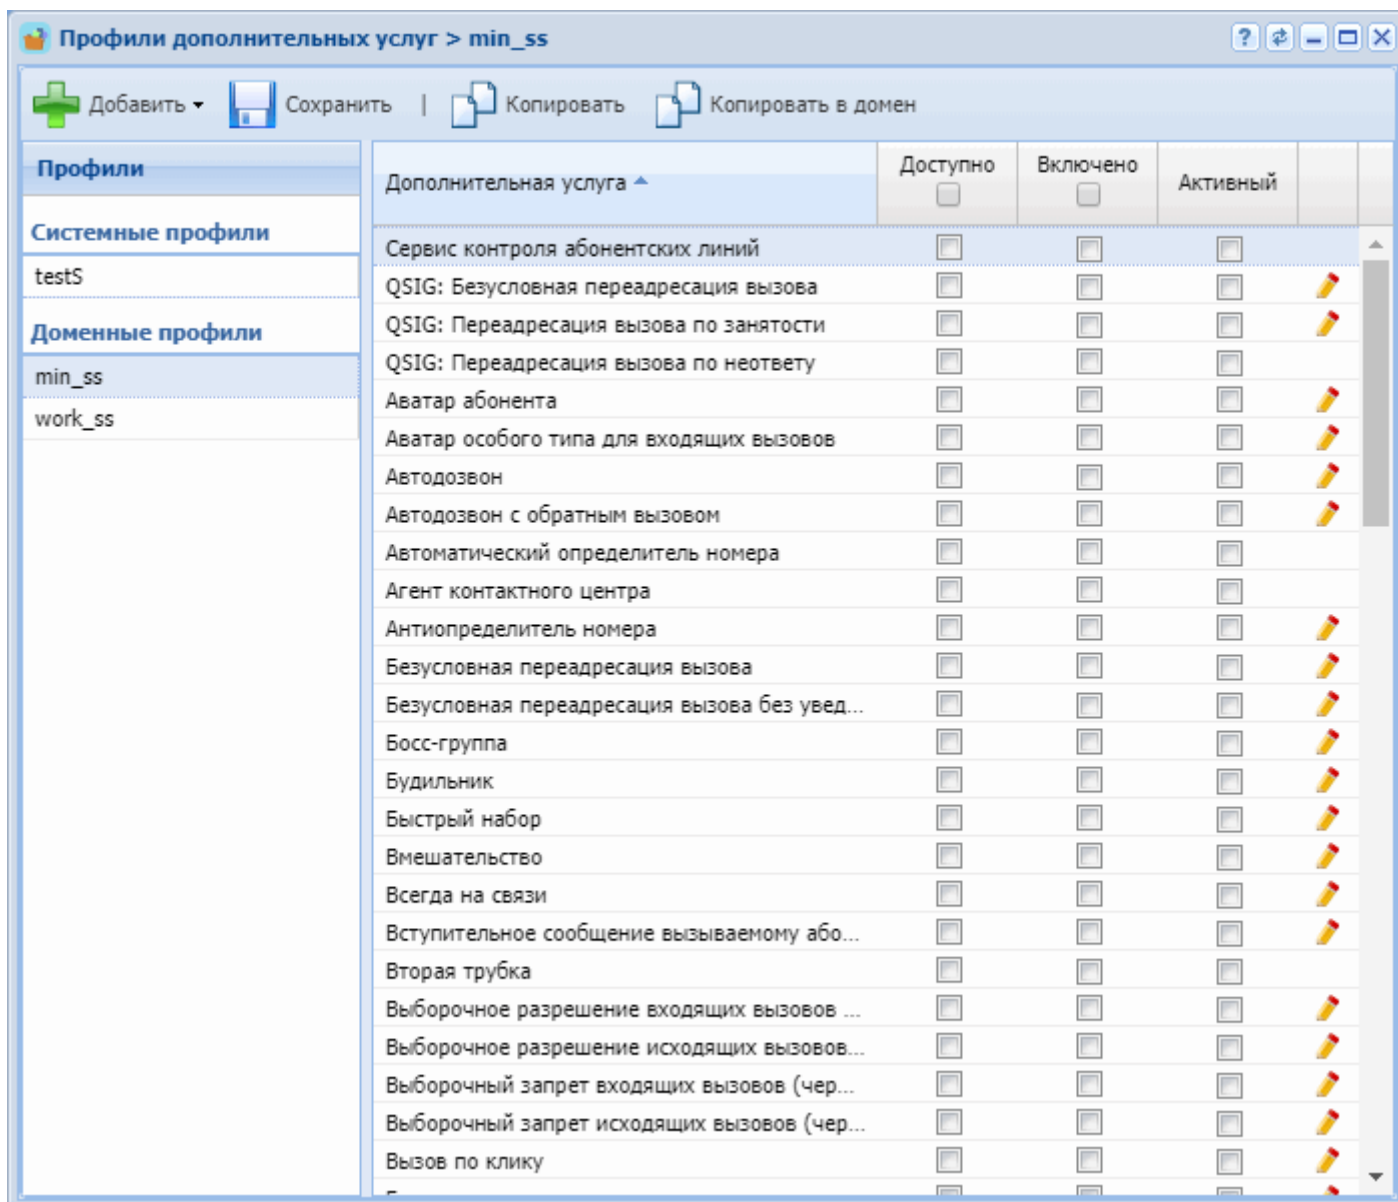 Профили дополнительных услуг > min_ss
Добавить Сохранить | Копировать Копировать в домен
Профили
Системные профили
testS
Доменные профили
min_ss
work_ss
Дополнительная услуга Доступно Включено Активный
Сервис контроля абонентских линий
QSIG: Безусловная переадресация вызова
QSIG: Переадресация вызова по занятости
QSIG: Переадресация вызова по неответу
Аватар абонента
Аватар особого типа для входящих вызовов
Автодозвон
Автодозвон с обратным вызовом
Автоматический определитель номера
Агент контактного центра
Антиопределитель номера
Безусловная переадресация вызова
Безусловная переадресация вызова без увед...
Босс-группа
Будильник
Быстрый набор
Вмешательство
Всегда на связи
Вступительное сообщение вызываемому або...
Вторая трубка
Выборочное разрешение входящих вызовов ...
Выборочное разрешение исходящих вызовов...
Выборочный запрет входящих вызовов (чер...
Выборочный запрет исходящих вызовов (чер...
Вызов по клику